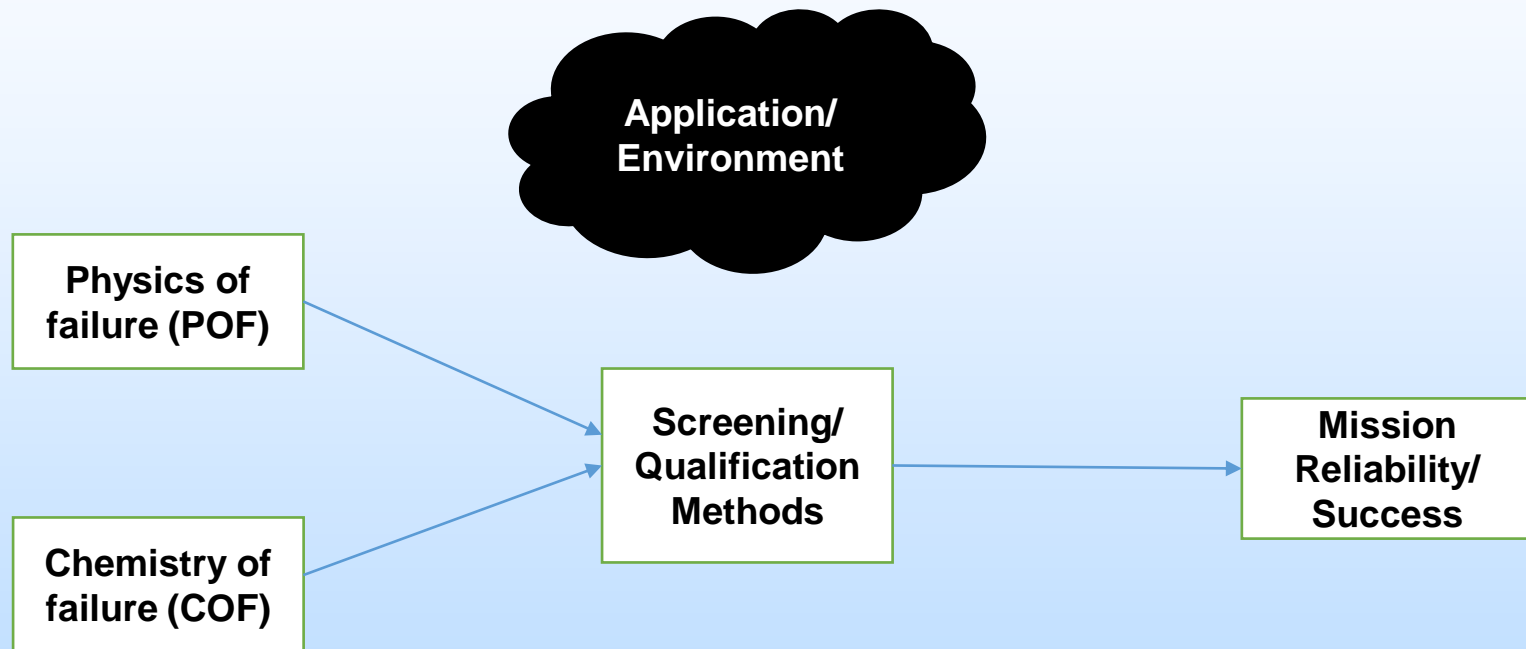 Application/
Environment
Physics of
failure (POF)
Screening/
Qualification
Methods
Mission
Reliability/
Success
Chemistry of
failure (COF)